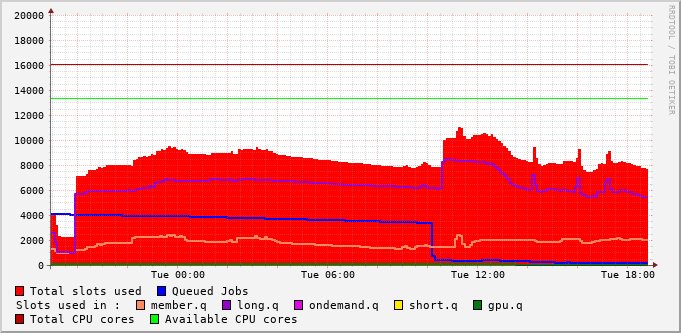 RRDTOOL / TOBI OETIKER
20000
18000
16000
14000
12000
10000
8000
6000
4000
2000
0
Tue 00:00 Tue 06:00 Tue 12:00 Tue 18:00
Total slots used Queued Jobs
Slots used in : member.q long.q ondemand.q short.q gpu.q
Total CPU cores Available CPU cores